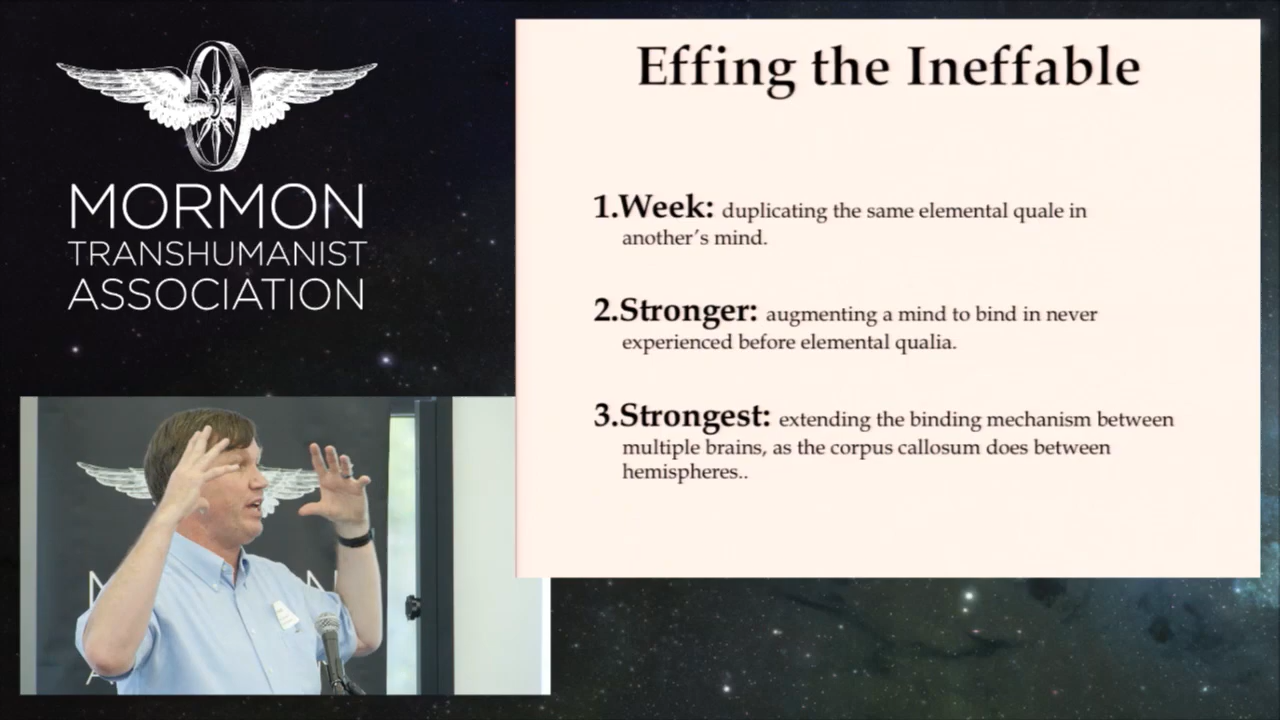 MORMON
TRANSHUMANIST
ASSOCIATION
Effing the Ineffable
1.Week: duplicating the same elemental quale in
another's mind.
2.Stronger: augmenting a mind to bind in never
experienced before elemental qualia.
3.Strongest: extending the binding mechanism between
multiple brains, as the corpus callosum does between
hemispheres..